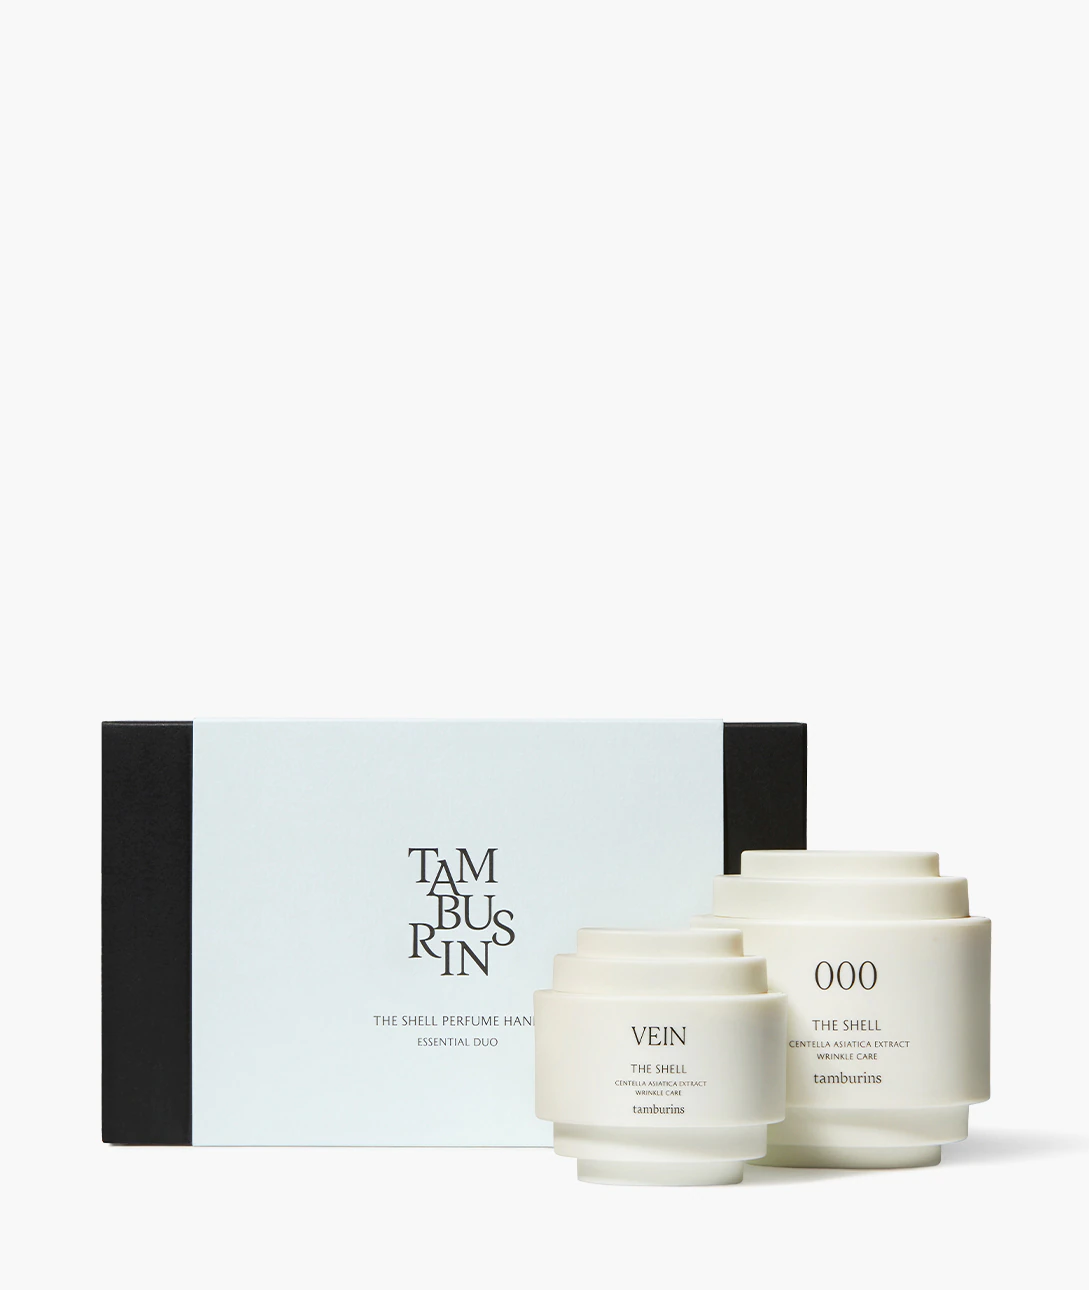 TAM
BUS
RIN
THE SHELL PERFUME HAN
ESSENTIAL DUO
VEIN
THE SHELL
CENTELLA ASIATICA EXTRACT
WRINKLE CARE
tamburins
000
THE SHELL
CENTELLA ASIATICA EXTRACT
WRINKLE CARE
tamburins